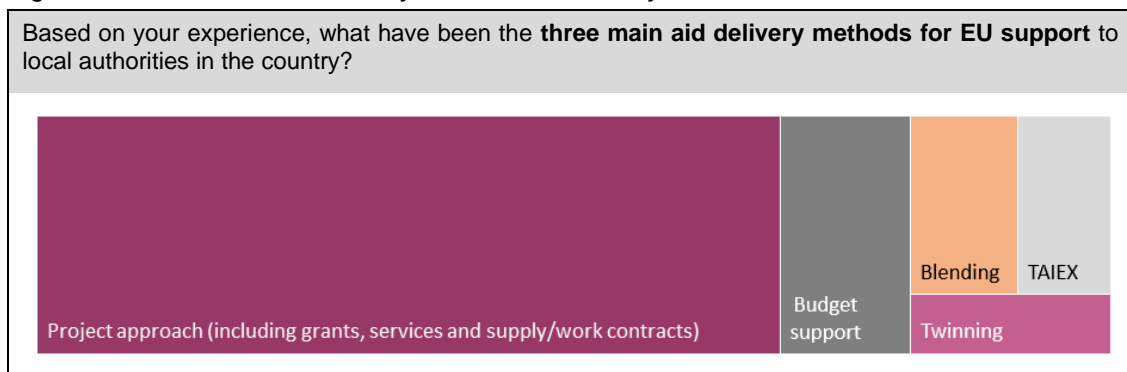 Based on your experience, what have been the three main aid delivery methods for EU support to
local authorities in the country?
Blending
TAIEX
Project approach (including grants, services and supply/work contracts)
Budget
support
Twinning